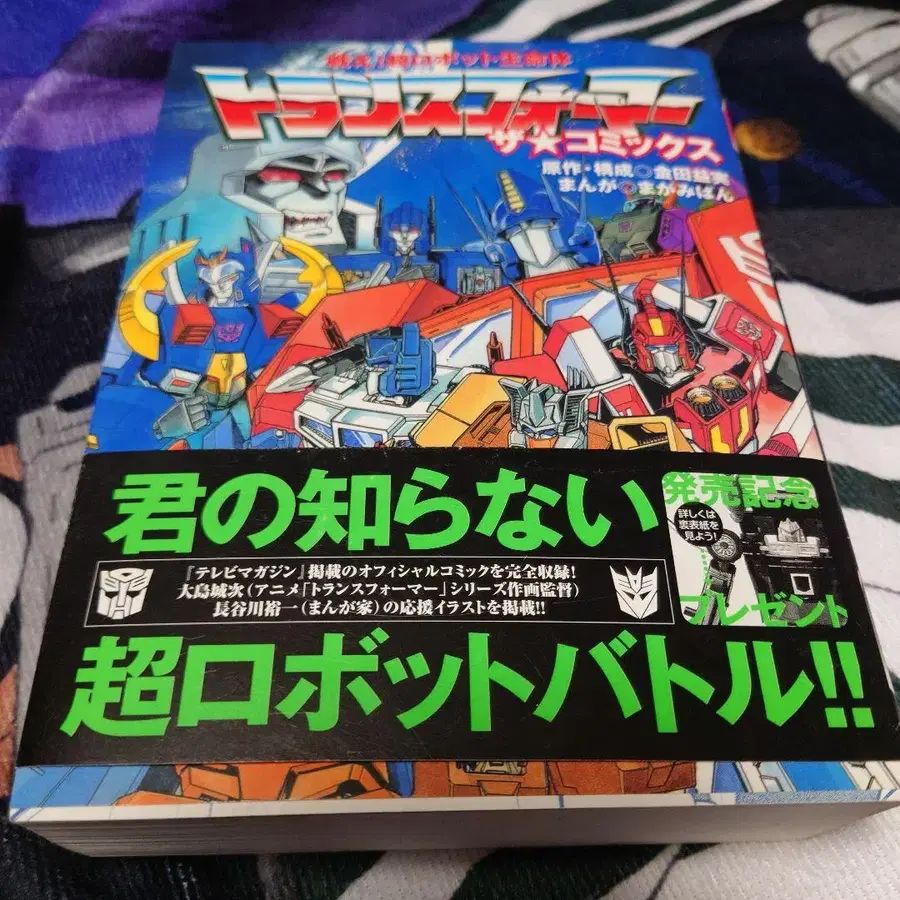 戦え!超ロボット生命体
トランスフォーマー
ザ★コミックス
原作・構成◎金田益実
まんが◎まがみばん
君の知らない
『テレビマガジン』掲載のオフィシャルコミックを完全収録!
大島城次(アニメ「トランスフォーマー」シリーズ作画監督)
長谷川裕一(まんが家)の応援イラストを掲載!!
超ロボットバトル!!
発売記念
詳しくは
裏表紙を
見よう!
プレゼント